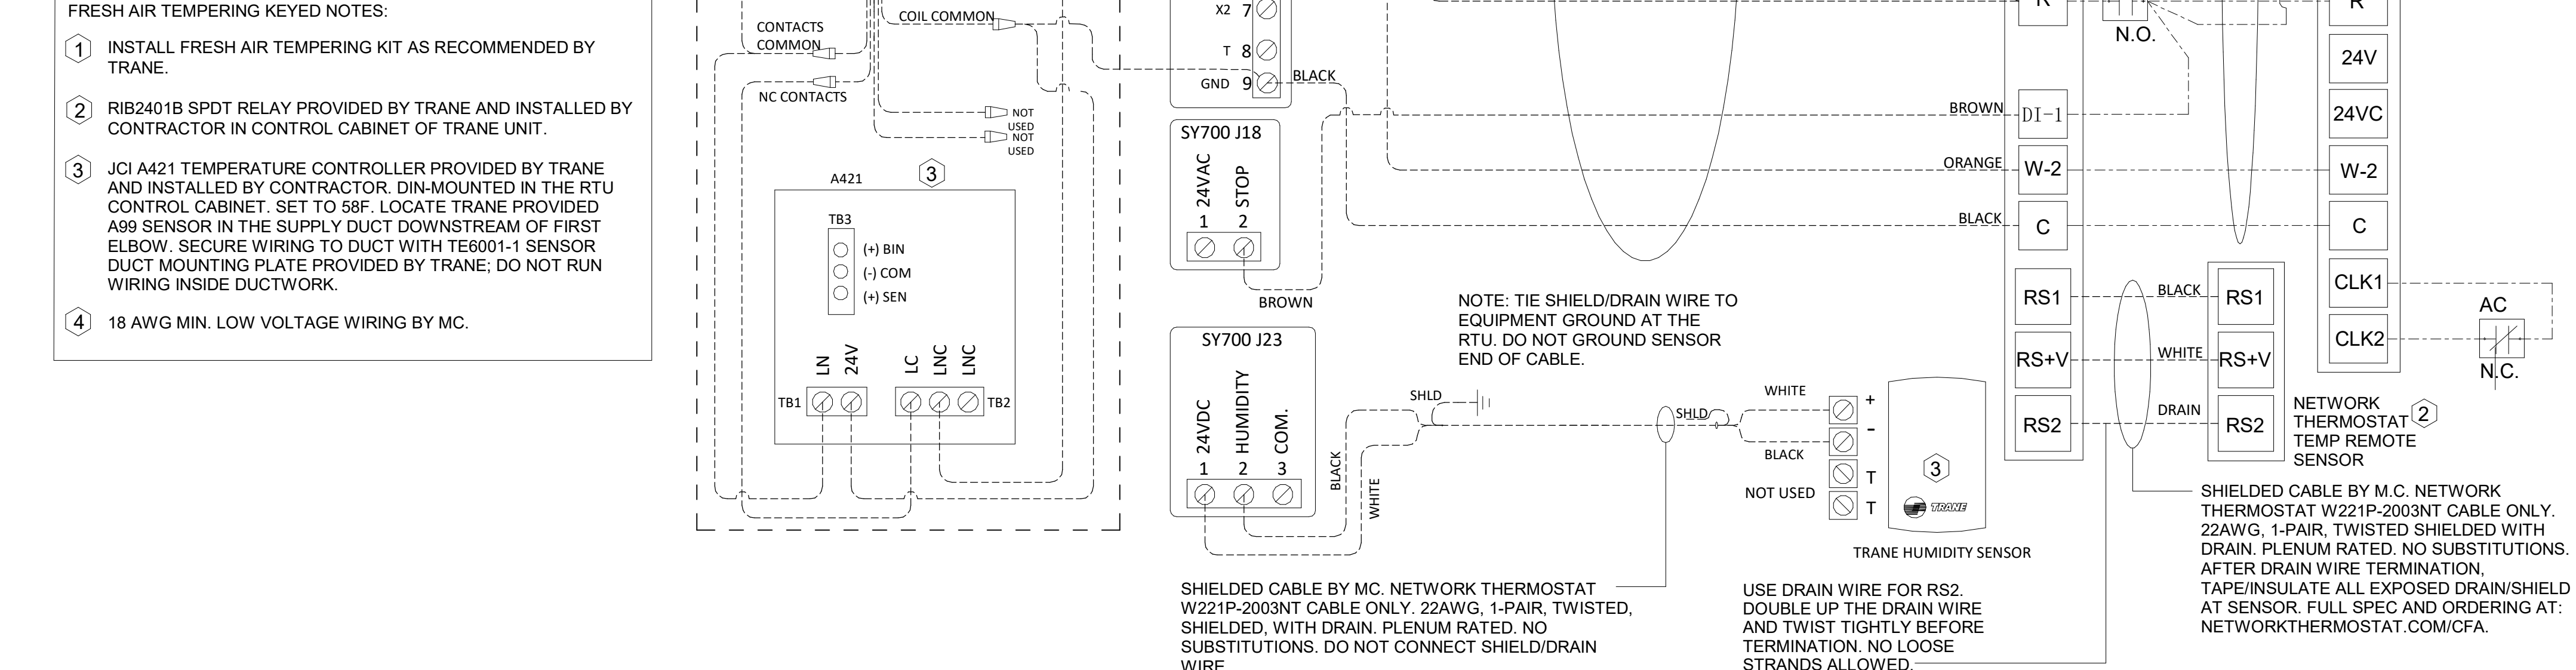 FRESH AIR TEMPERING KEYED NOTES:
1 INSTALL FRESH AIR TEMPERING KIT AS RECOMMENDED BY
TRANE.
2 RIB2401B SPDT RELAY PROVIDED BY TRANE AND INSTALLED BY
CONTRACTOR IN CONTROL CABINET OF TRANE UNIT.
3 JCI A421 TEMPERATURE CONTROLLER PROVIDED BY TRANE
AND INSTALLED BY CONTRACTOR. DIN-MOUNTED IN THE RTU
CONTROL CABINET. SET TO 58F. LOCATE TRANE PROVIDED
A99 SENSOR IN THE SUPPLY DUCT DOWNSTREAM OF FIRST
ELBOW. SECURE WIRING TO DUCT WITH TE6001-1 SENSOR
DUCT MOUNTING PLATE PROVIDED BY TRANE; DO NOT RUN
WIRING INSIDE DUCTWORK.
4 18 AWG MIN. LOW VOLTAGE WIRING BY MC.
CONTACTS
COMMON
COIL COMMON
NC CONTACTS
NOT
USED
NOT
USED
A421
3
TB3
(+) BIN
(-) COM
(+) SEN
LN
24V
LC
LNC
LNC
TB1
TB2
X2 7
T 8
GND 9
BLACK
SY700 J18
24VAC
STOP
1 2
BROWN
SY700 J23
24VDC
HUMIDITY
COM.
1 2 3
BLACK
WHITE
SHLD
NOTE: TIE SHIELD/DRAIN WIRE TO
EQUIPMENT GROUND AT THE
RTU. DO NOT GROUND SENSOR
END OF CABLE.
SHLD
WHITE
BLACK
NOT USED
+
-
T
T
3
TRANE
TRANE HUMIDITY SENSOR
SHIELDED CABLE BY MC. NETWORK THERMOSTAT
W221P-2003NT CABLE ONLY. 22AWG, 1-PAIR, TWISTED,
SHIELDED, WITH DRAIN. PLENUM RATED. NO
SUBSTITUTIONS. DO NOT CONNECT SHIELD/DRAIN
WIRE
USE DRAIN WIRE FOR RS2.
DOUBLE UP THE DRAIN WIRE
AND TWIST TIGHTLY BEFORE
TERMINATION. NO LOOSE
STRANDS ALLOWED.
BROWN
ORANGE
BLACK
R
DI-1
W-2
C
RS1
RS+V
RS2
N.O.
BLACK
WHITE
DRAIN
RS1
RS+V
RS2
R
24V
24VC
W-2
C
CLK1
CLK2
AC
N.C.
NETWORK
THERMOSTAT 2
TEMP REMOTE
SENSOR
SHIELDED CABLE BY M.C. NETWORK
THERMOSTAT W221P-2003NT CABLE ONLY.
22AWG, 1-PAIR, TWISTED SHIELDED WITH
DRAIN. PLENUM RATED. NO SUBSTITUTIONS.
AFTER DRAIN WIRE TERMINATION,
TAPE/INSULATE ALL EXPOSED DRAIN/SHIELD
AT SENSOR. FULL SPEC AND ORDERING AT:
NETWORKTHERMOSTAT.COM/CFA.